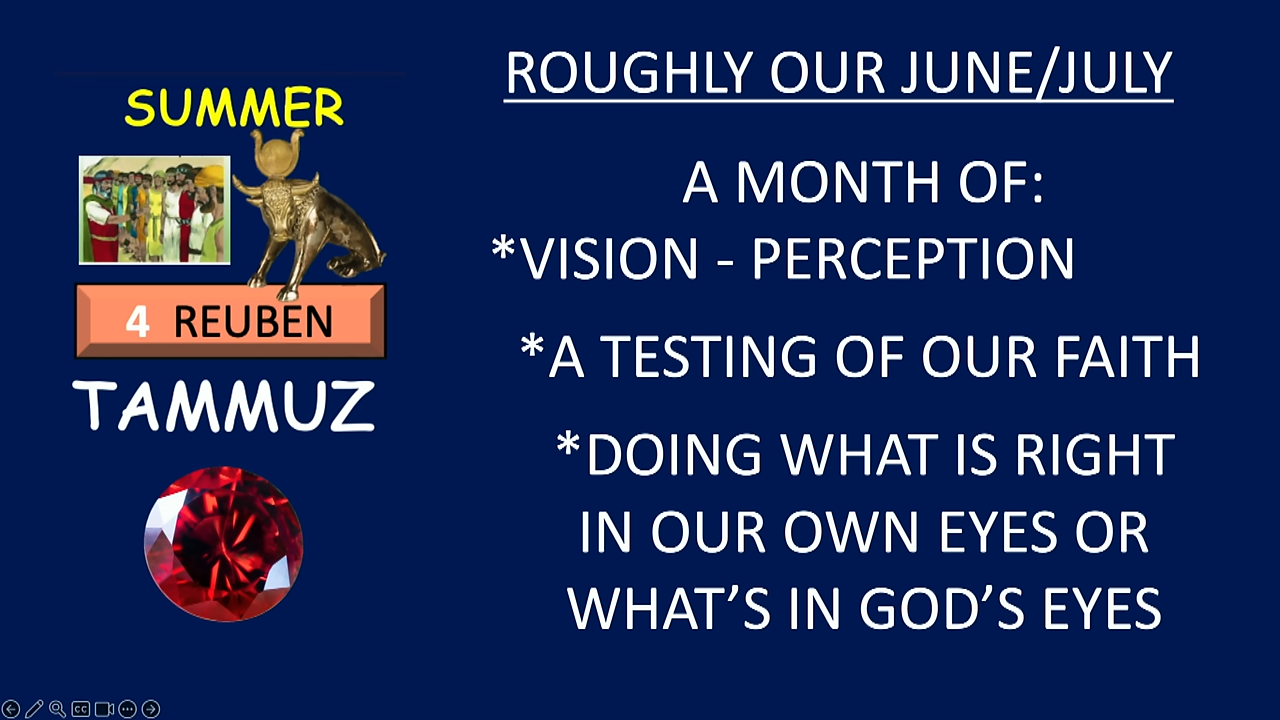 SUMMER
4 REUBEN
TAMMUZ
ROUGHLY OUR JUNE/JULY
A MONTH OF:
*VISION - PERCEPTION
*A TESTING OF OUR FAITH
*DOING WHAT IS RIGHT
IN OUR OWN EYES OR
WHAT’S IN GOD’S EYES
CC